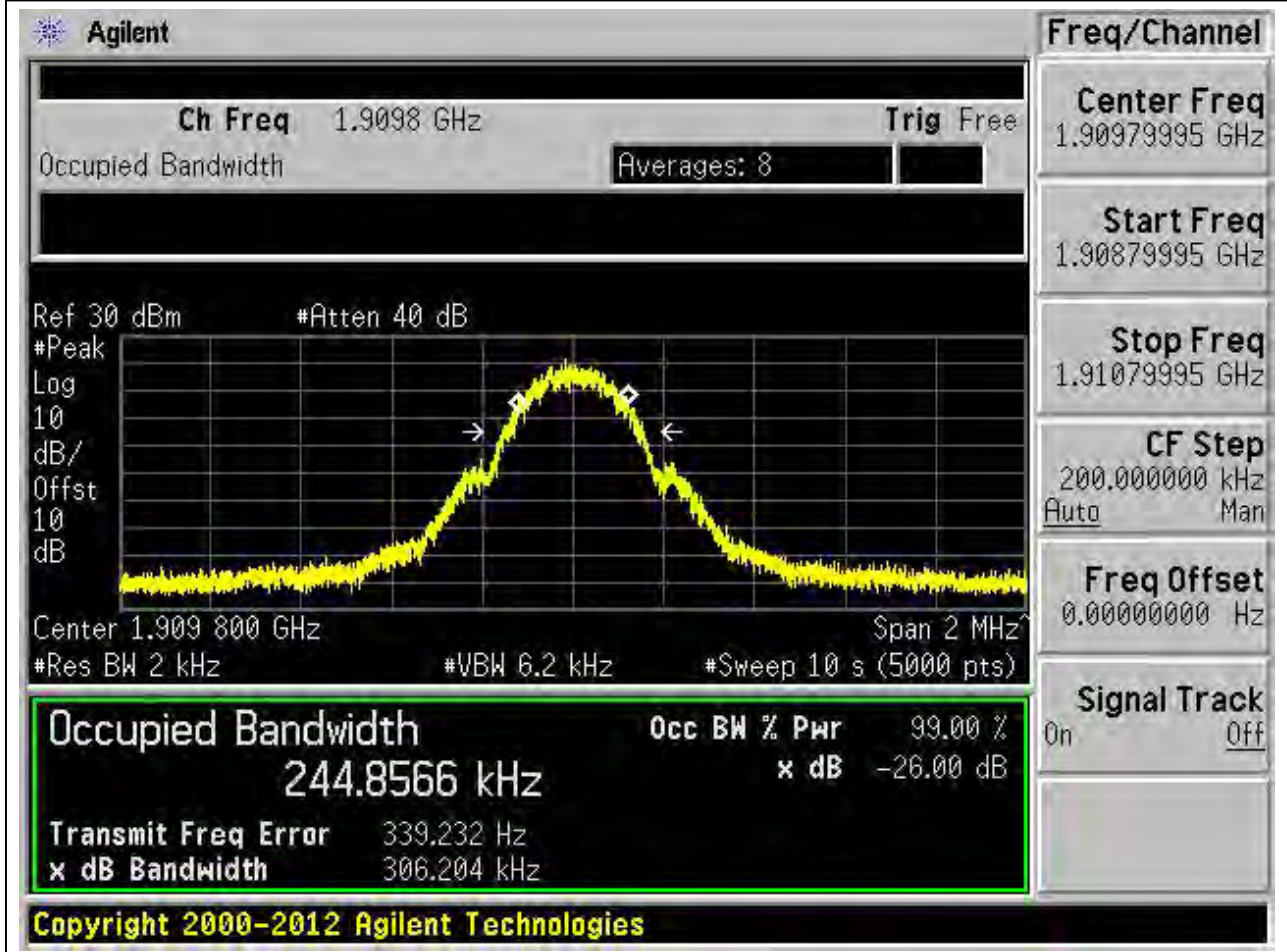 Agilent
Freq/Channel
Ch Freq 1.9098 GHz Trig Free
Occupied Bandwidth Averages: 8
Center Freq
1.90979995 GHz
Start Freq
1.90879995 GHz
Stop Freq
1.91079995 GHz
CF Step
200.000000 kHz
Auto Man
Freq Offset
0.00000000 Hz
Signal Track
On Off
Ref 30 dBm #Atten 40 dB
#Peak
Log
10
dB/
Offst
10
dB
Center 1.909 800 GHz Span 2 MHz^
#Res BW 2 kHz #VBW 6.2 kHz #Sweep 10 s (5000 pts)
Occupied Bandwidth
244.8566 kHz
Occ BW % Pwr 99.00 %
x dB -26.00 dB
Transmit Freq Error 339.232 Hz
x dB Bandwidth 306.204 kHz
Copyright 2000-2012 Agilent Technologies